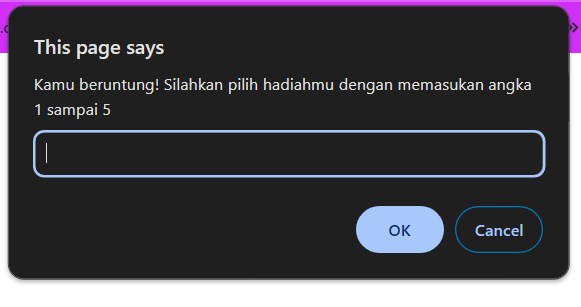 This page says
Kamu beruntung! Silahkan pilih hadiahmu dengan memasukan angka
1 sampai 5
OK
Cancel